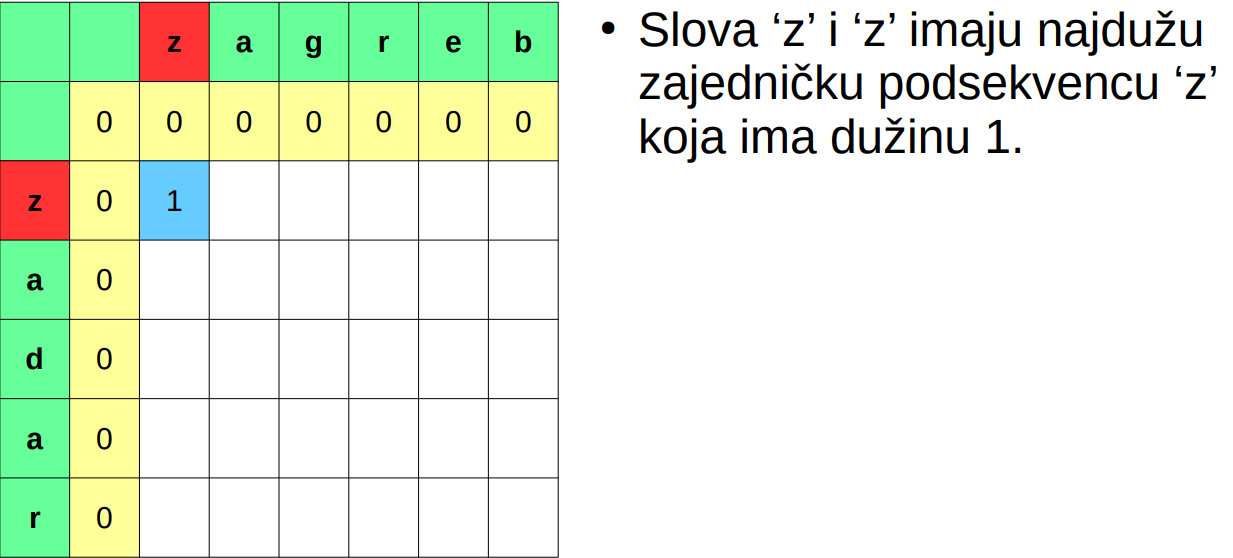 z a g r e b
0 0 0 0 0 0 0
z 0 1
a 0
d 0
a 0
r 0
• Slova ‘z’ i ‘z’ imaju najdužu
zajedničku podsekvencu ‘z’
koja ima dužinu 1.